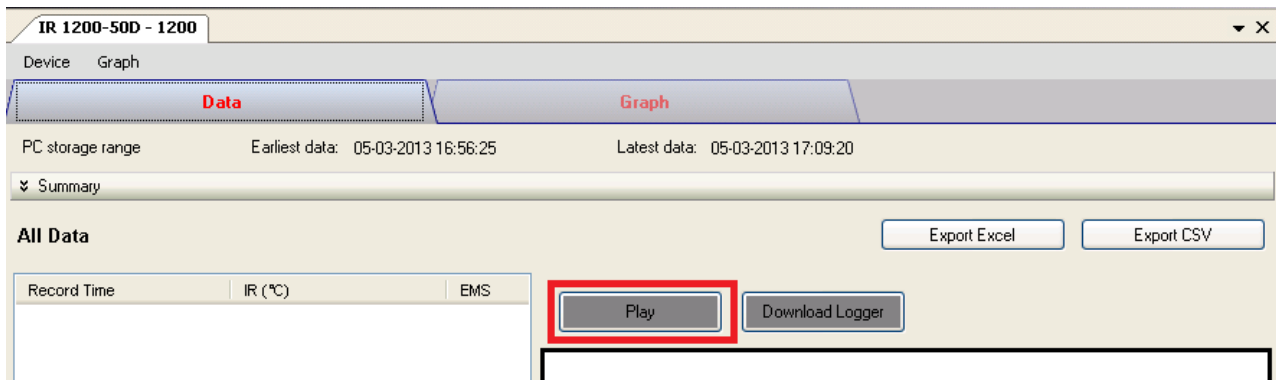 IR 1200-50D - 1200
Device Graph
Data Graph
PC storage range Earliest data: 05-03-2013 16:56:25 Latest data: 05-03-2013 17:09:20
Summary
All Data Export Excel Export CSV
Record Time IR (℃) EMS
Play Download Logger